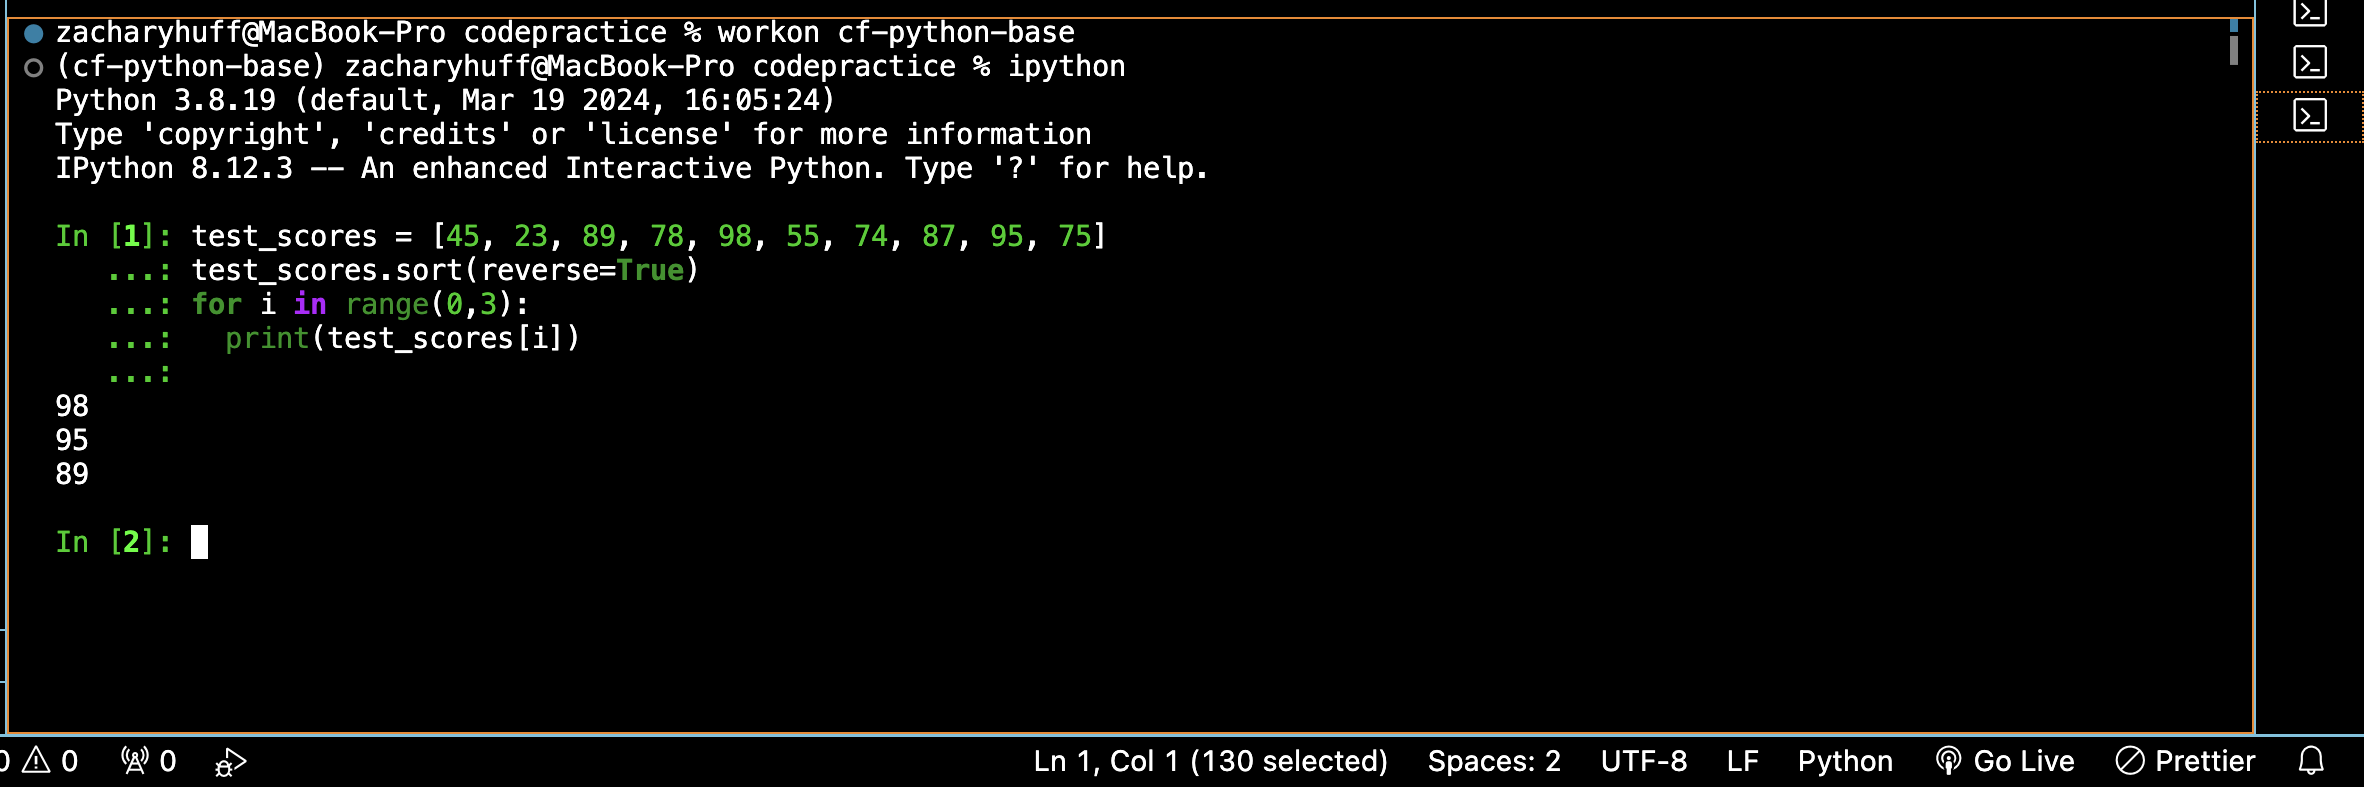 zacharyhuff@MacBook-Pro codepractice % workon cf-python-base
(cf-python-base) zacharyhuff@MacBook-Pro codepractice % ipython
Python 3.8.19 (default, Mar 19 2024, 16:05:24)
Type 'copyright', 'credits' or 'license' for more information
IPython 8.12.3 -- An enhanced Interactive Python. Type '?' for help.
In [1]: test_scores = [45, 23, 89, 78, 98, 55, 74, 87, 95, 75]
...: test_scores.sort(reverse=True)
...: for i in range(0,3):
...:   print(test_scores[i])
...:
98
95
89
In [2]:
0 0 0 Ln 1, Col 1 (130 selected) Spaces: 2 UTF-8 LF Python Go Live Prettier